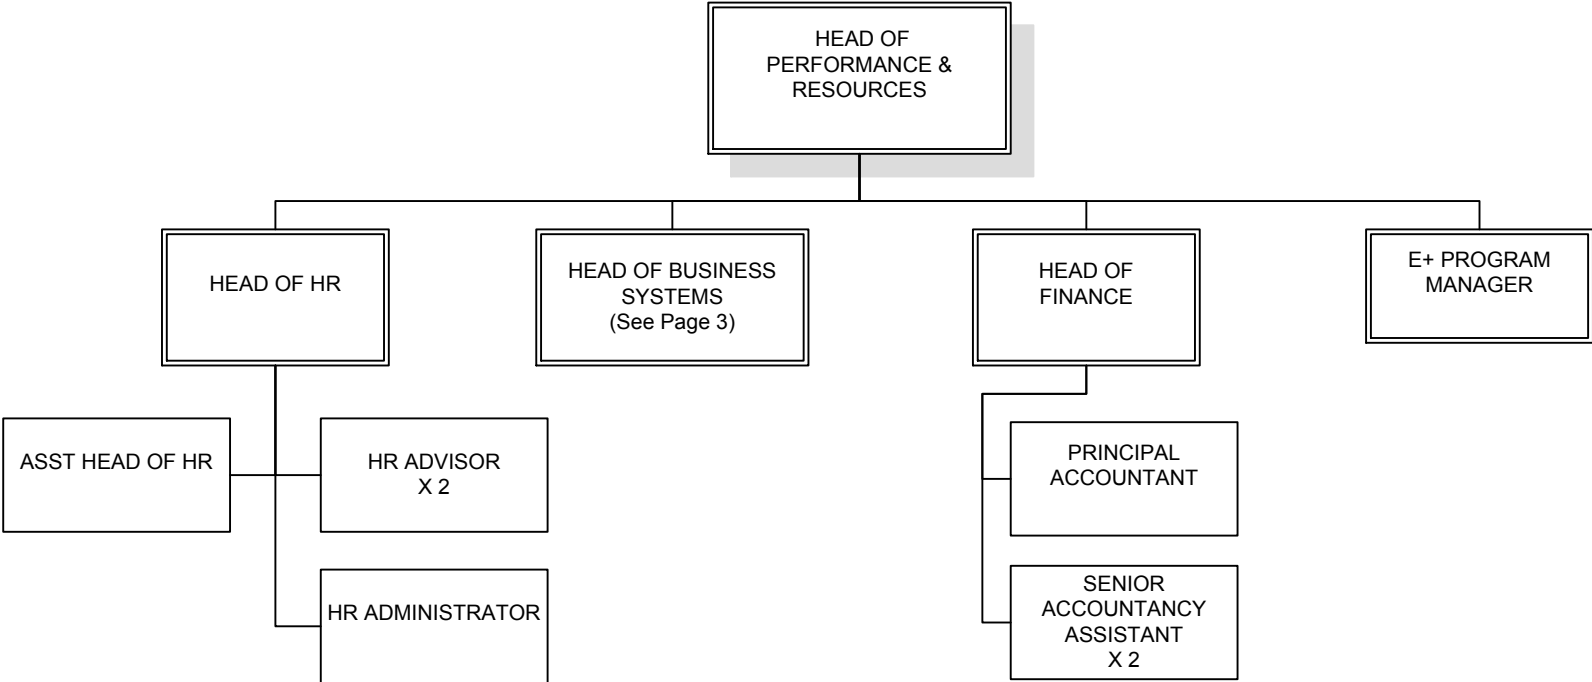 HEAD OF
PERFORMANCE &
RESOURCES
HEAD OF HR
HEAD OF BUSINESS
SYSTEMS
(See Page 3)
HEAD OF
FINANCE
E+ PROGRAM
MANAGER
ASST HEAD OF HR
HR ADVISOR
X 2
PRINCIPAL
ACCOUNTANT
HR ADMINISTRATOR
SENIOR
ACCOUNTANCY
ASSISTANT
X 2